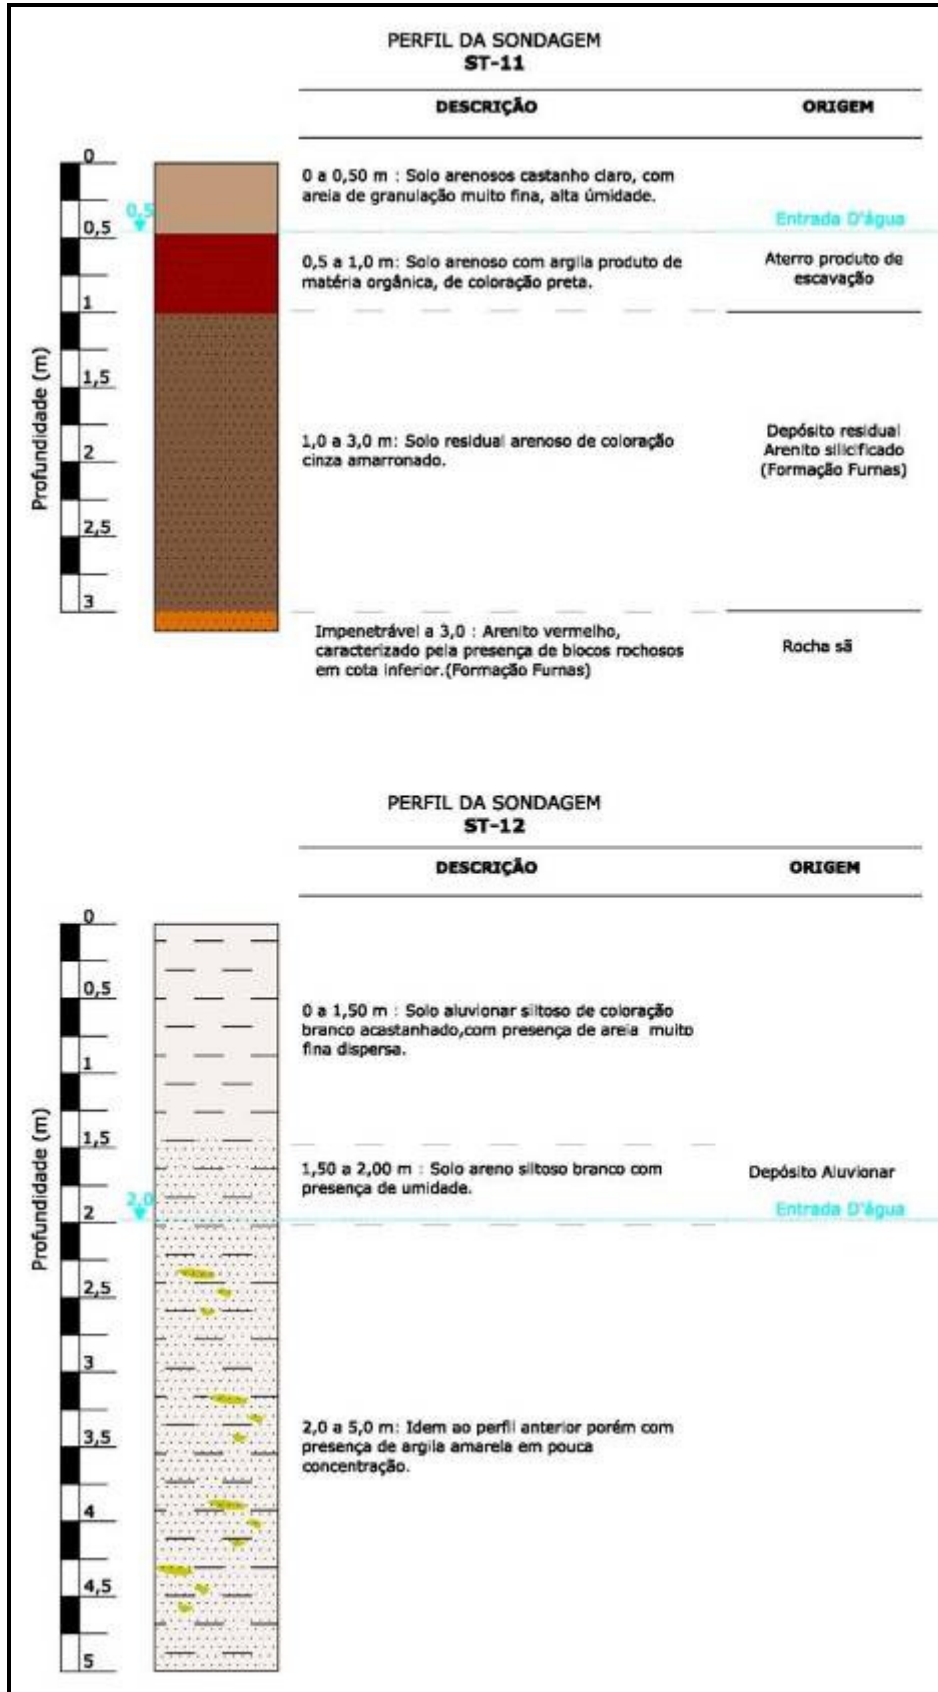 PERFIL DA SONDAGEM
ST-11
DESCRIÇÃO
ORIGEM
Profundidade (m)
0
0,5
0,5
1
1,5
2
2,5
3
0 a 0,50 m : Solo arenosos castanho claro, com
areia de granulação muito fina, alta úmidade.
Entrada D'água
0,5 a 1,0 m: Solo arenoso com argila produto de
matéria orgânica, de coloração preta.
Aterro produto de
escavação
1,0 a 3,0 m: Solo residual arenoso de coloração
cinza amarronado.
Depósito residual
Arenito silicificado
(Formação Furnas)
Impenetrável a 3,0 : Arenito vermelho,
caracterizado pela presença de blocos rochosos
em cota inferior.(Formação Furnas)
Rocha sã
PERFIL DA SONDAGEM
ST-12
DESCRIÇÃO
ORIGEM
Profundidade (m)
0
0,5
1
1,5
2,0
2
2,5
3
3,5
4
4,5
5
0 a 1,50 m : Solo aluvionar siltoso de coloração
branco acastanhado,com presença de areia muito
fina dispersa.
1,50 a 2,00 m : Solo areno siltoso branco com
presença de umidade.
Depósito Aluvionar
Entrada D'água
2,0 a 5,0 m: Idem ao perfil anterior porém com
presença de argila amarela em pouca
concentração.